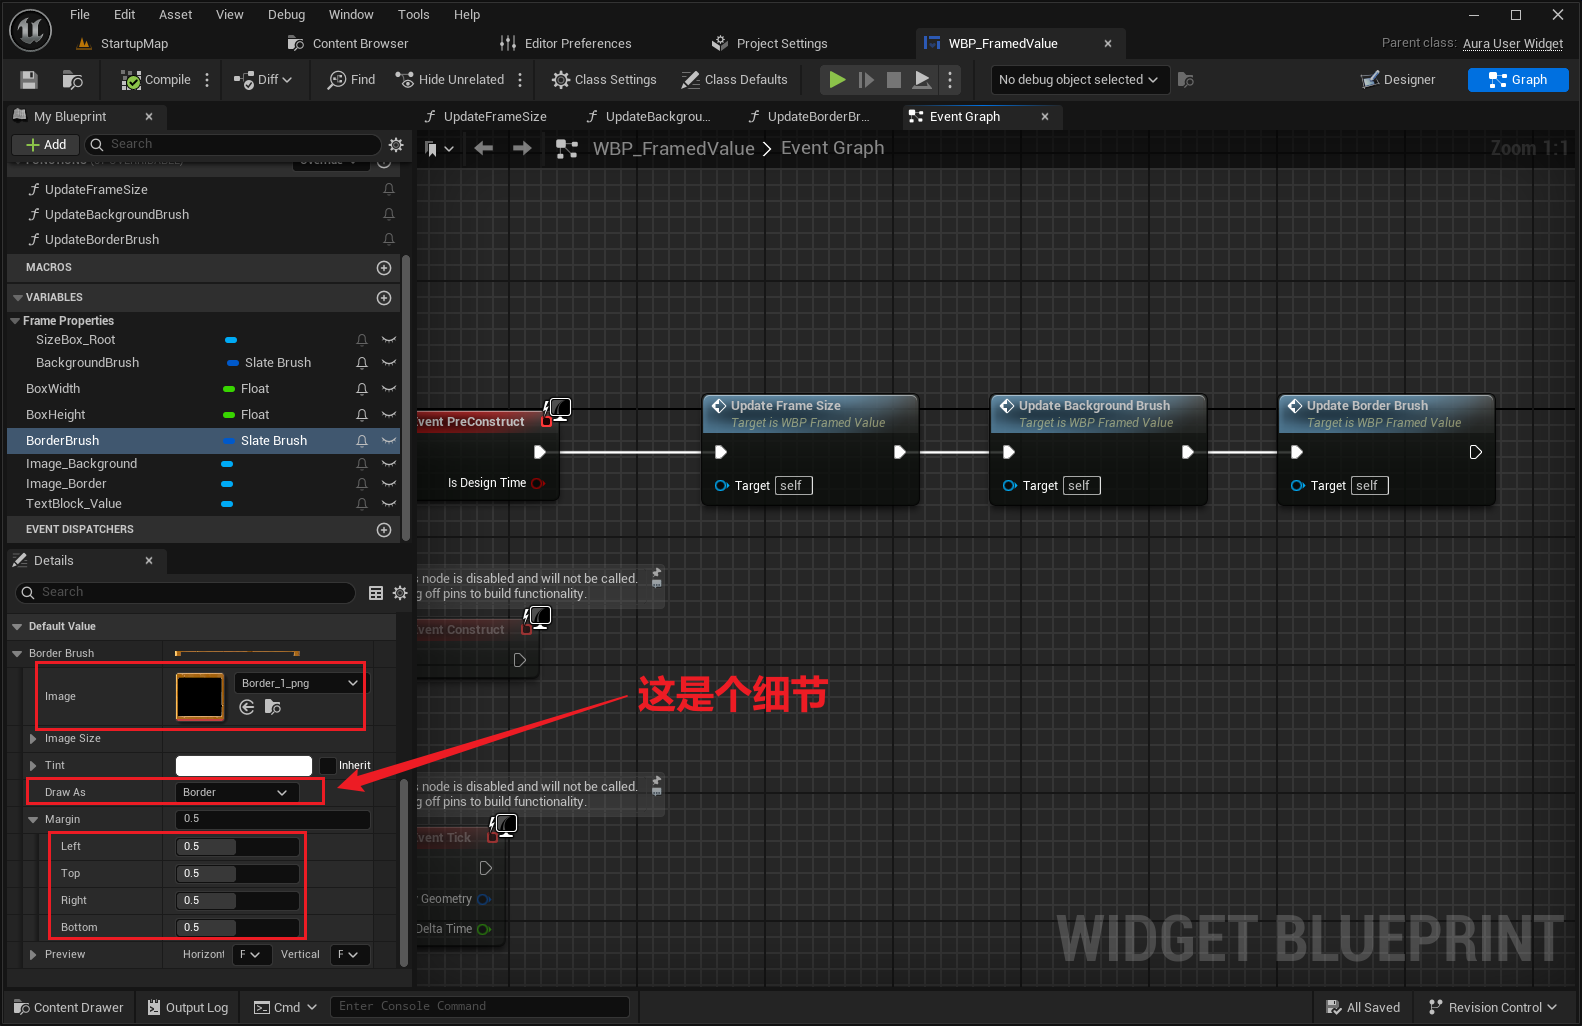 File Edit Asset View Debug Window Tools Help
StartupMap Content Browser Editor Preferences Project Settings WBP_FramedValue Parent class: Aura User Widget
Compile Diff Find Hide Unrelated Class Settings Class Defaults No debug object selected Designer Graph
My Blueprint UpdateFrameSize UpdateBackgrou... UpdateBorderBr... Event Graph
Add Search WBP_FramedValue > Event Graph Zoom 1:1
UpdateFrameSize
UpdateBackgroundBrush
UpdateBorderBrush
MACROS
VARIABLES
Frame Properties
SizeBox_Root
BackgroundBrush Slate Brush
BoxWidth Float
BoxHeight Float
BorderBrush Slate Brush
Image_Background
Image_Border
TextBlock_Value
EVENT DISPATCHERS
vent PreConstruct
Is Design Time
Update Frame Size
Target is WBP Framed Value
Target self
Update Background Brush
Target is WBP Framed Value
Target self
Update Border Brush
Target is WBP Framed Value
Target self
s node is disabled and will not be called.
g off pins to build functionality.
vent Construct
s node is disabled and will not be called.
g off pins to build functionality.
vent Tick
Geometry
Delta Time
这是个细节
WIDGET BLUEPRINT
Details
Search
Default Value
Border Brush
Image Border_1_png
Image Size
Tint Inherit
Draw As Border
Margin 0.5
Left 0.5
Top 0.5
Right 0.5
Bottom 0.5
Preview Horizont F Vertical F
Content Drawer Output Log Cmd Enter Console Command All Saved Revision Control